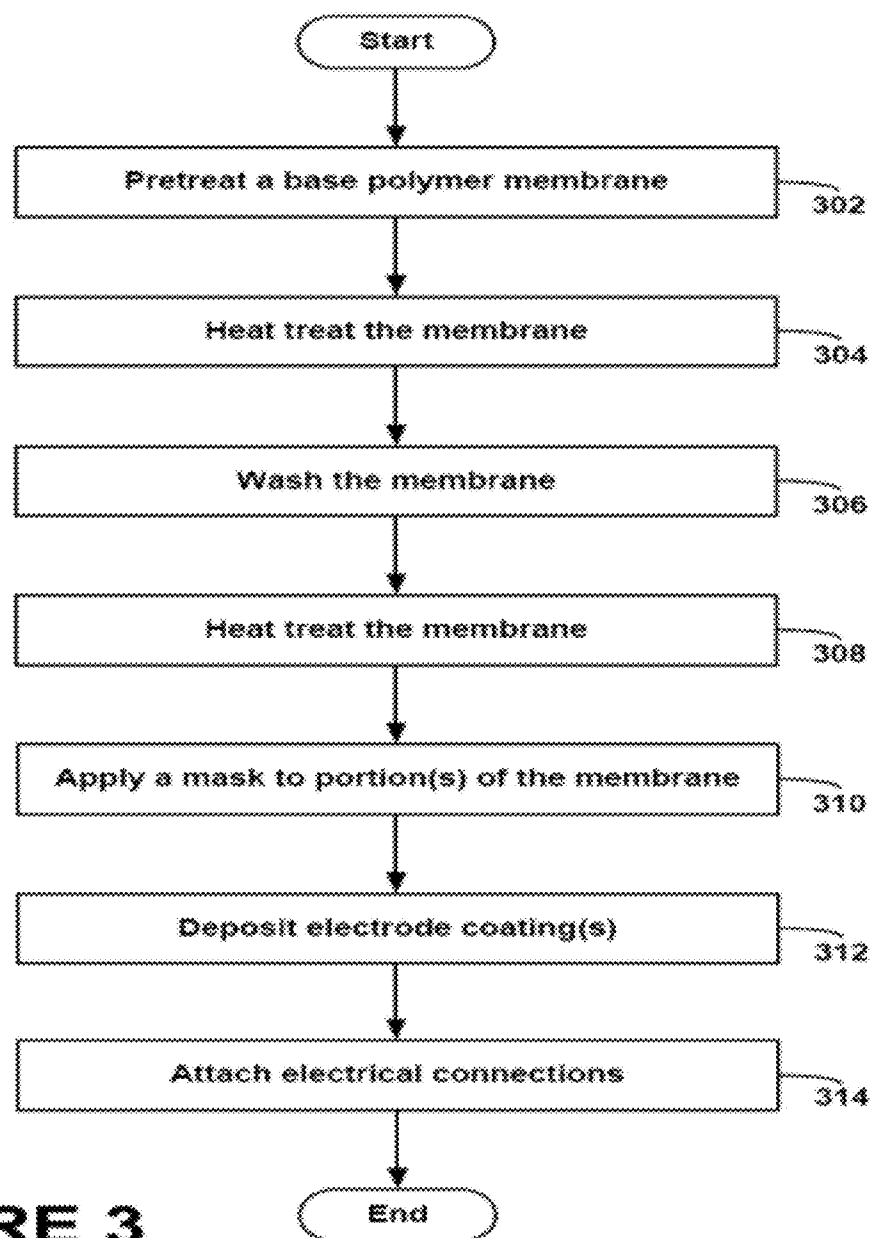 Start
Pretreat a base polymer membrane
302
Heat treat the membrane
304
Wash the membrane
306
Heat treat the membrane
308
Apply a mask to portion(s) of the membrane
310
Deposit electrode coating(s)
312
Attach electrical connections
314
End
RE 3